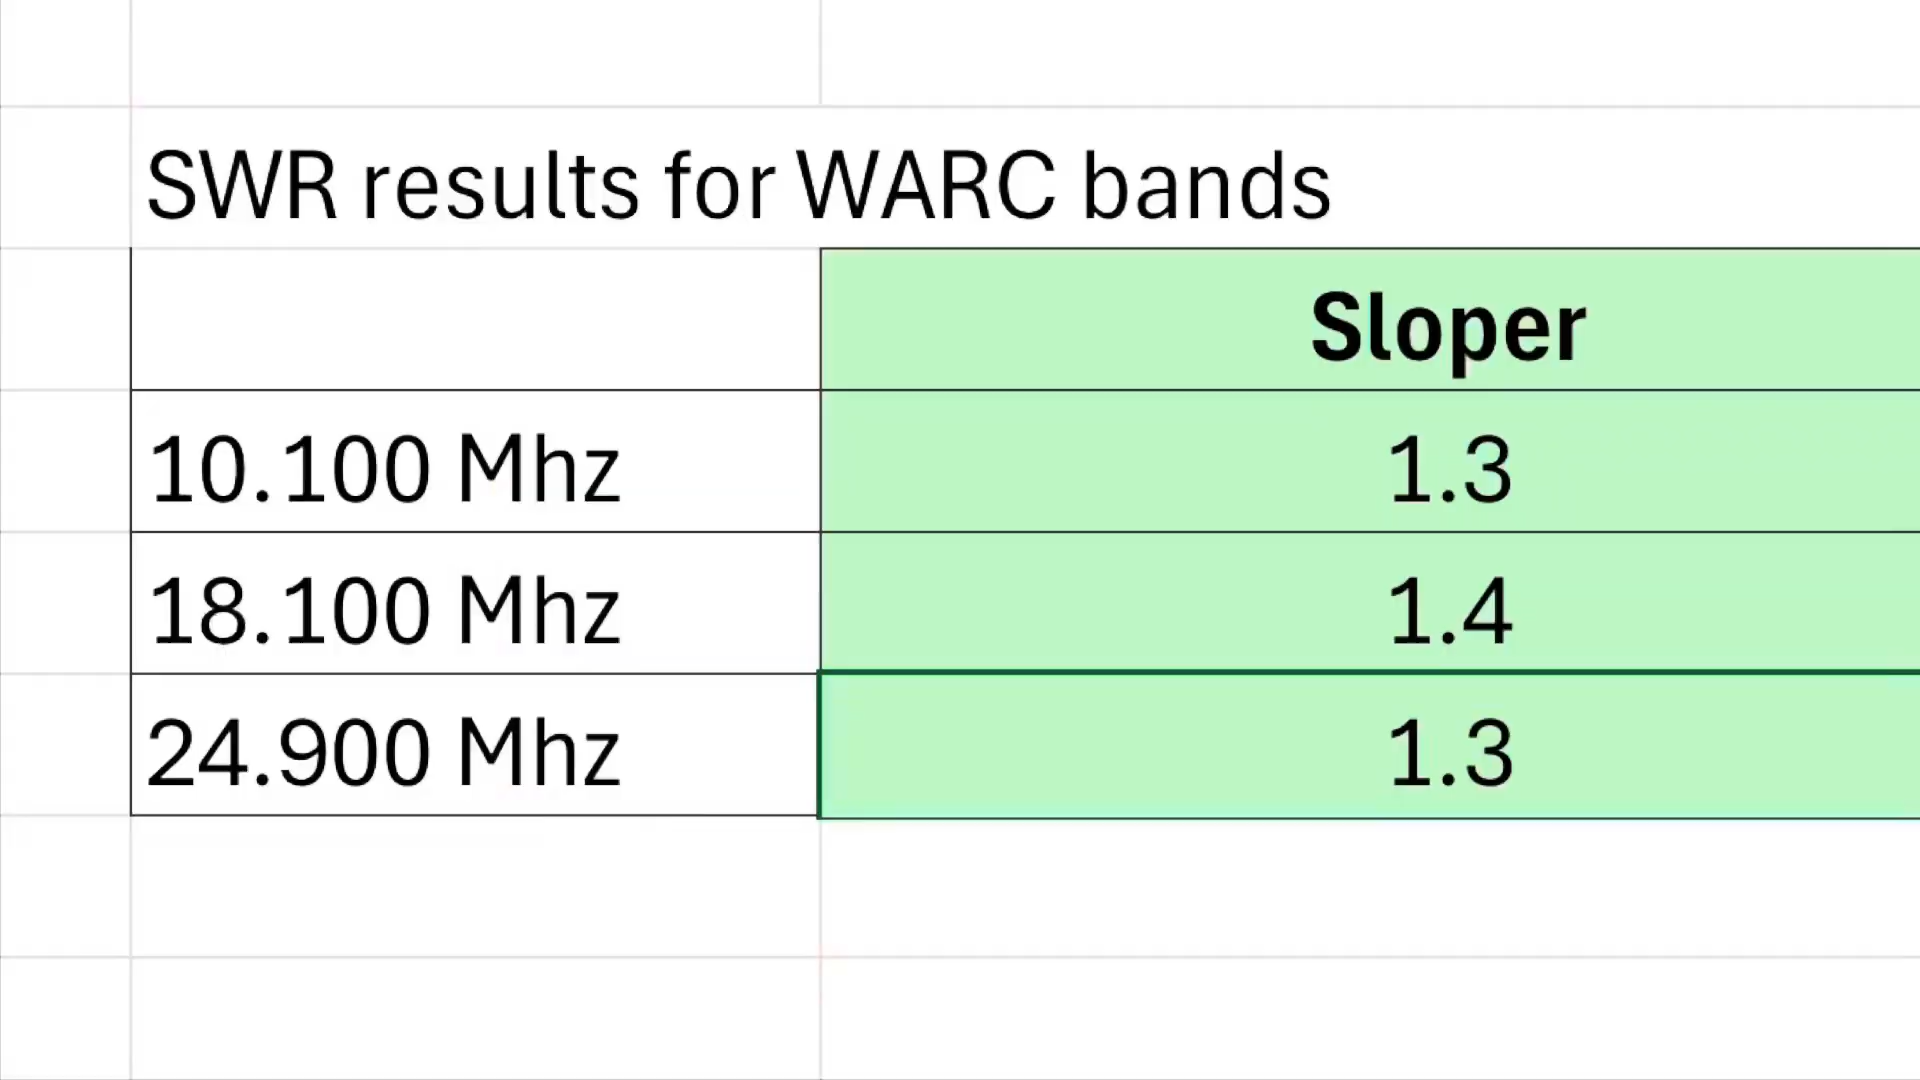 SWR results for WARC bands
Sloper
10.100 Mhz 1.3
18.100 Mhz 1.4
24.900 Mhz 1.3